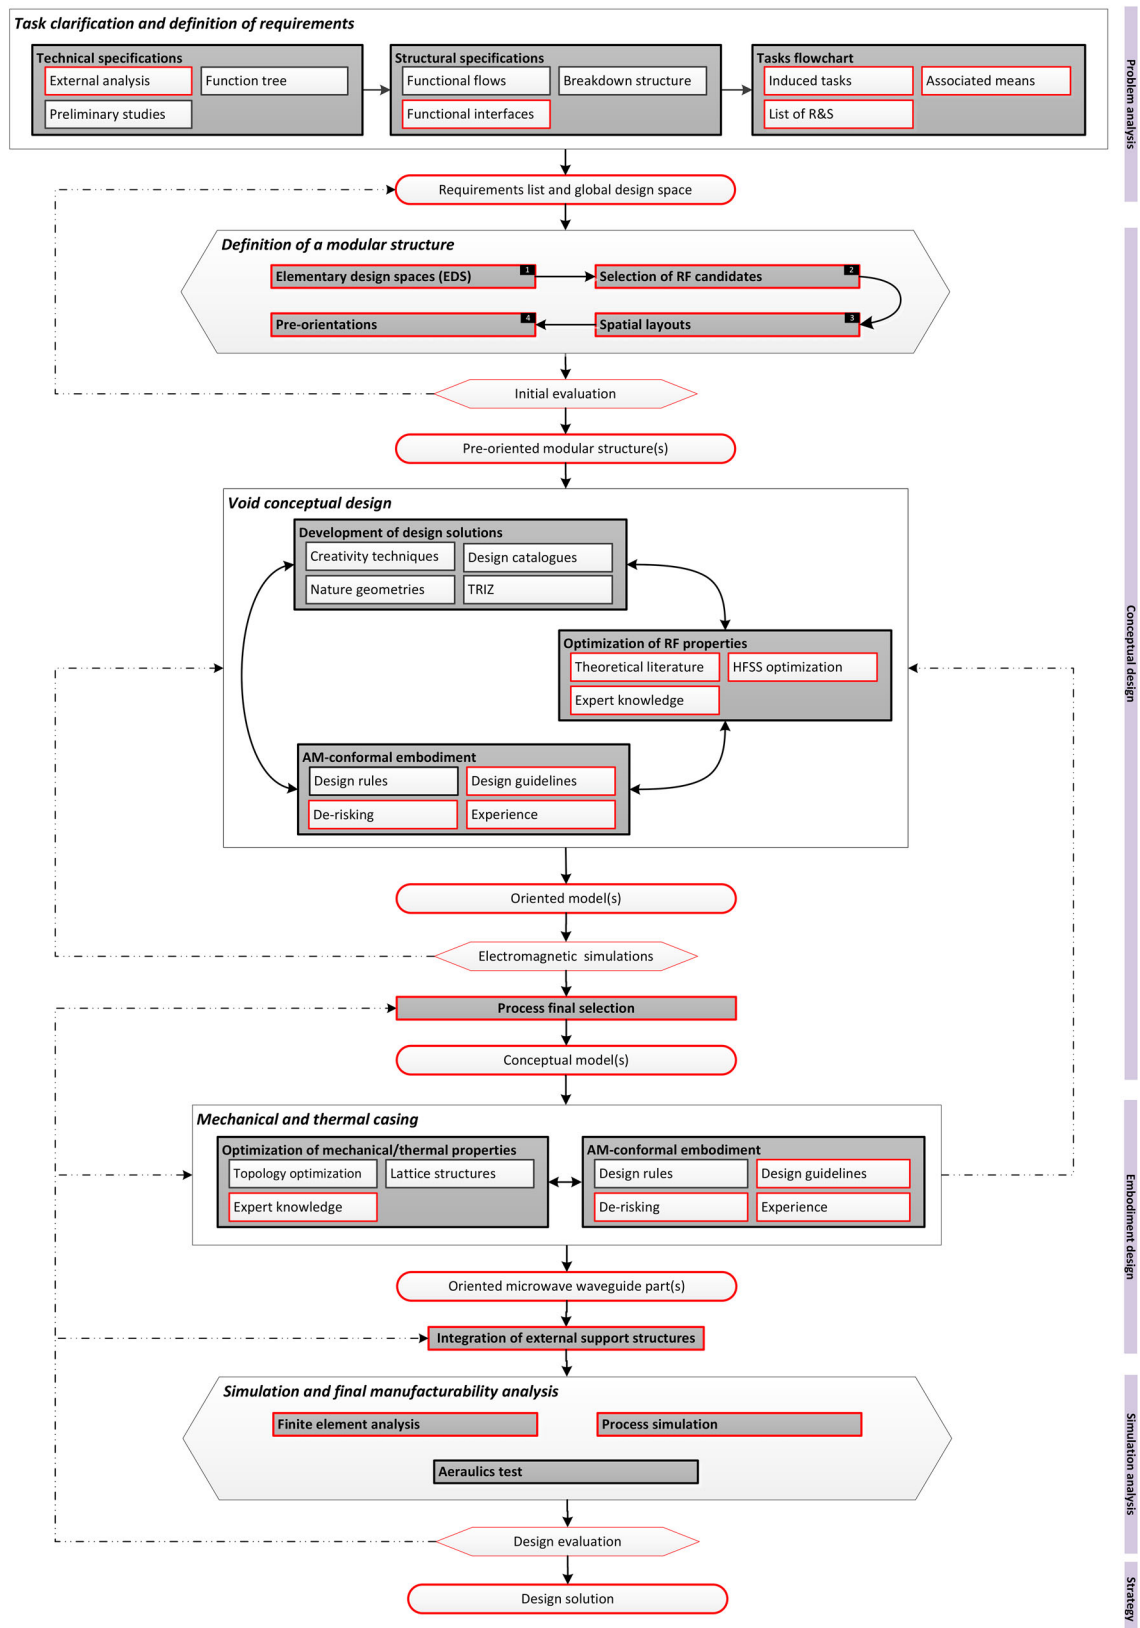 Task clarification and definition of requirements
Technical specifications
External analysis
Function tree
Preliminary studies
Structural specifications
Functional flows
Breakdown structure
Functional interfaces
Tasks flowchart
Induced tasks
Associated means
List of R&S
Problem analysis
Requirements list and global design space
Definition of a modular structure
Elementary design spaces (EDS)
1
Selection of RF candidates
2
Pre-orientations
4
Spatial layouts
3
Initial evaluation
Pre-oriented modular structure(s)
Void conceptual design
Development of design solutions
Creativity techniques
Design catalogues
Nature geometries
TRIZ
Optimization of RF properties
Theoretical literature
HFSS optimization
Expert knowledge
Conceptual design
AM-conformal embodiment
Design rules
Design guidelines
De-risking
Experience
Oriented model(s)
Electromagnetic simulations
Process final selection
Conceptual model(s)
Mechanical and thermal casing
Optimization of mechanical/thermal properties
Topology optimization
Lattice structures
Expert knowledge
AM-conformal embodiment
Design rules
Design guidelines
De-risking
Experience
Embodiment design
Oriented microwave waveguide part(s)
Integration of external support structures
Simulation and final manufacturability analysis
Finite element analysis
Process simulation
Aeraulics test
Simulation analysis
Design evaluation
Design solution
Strategy